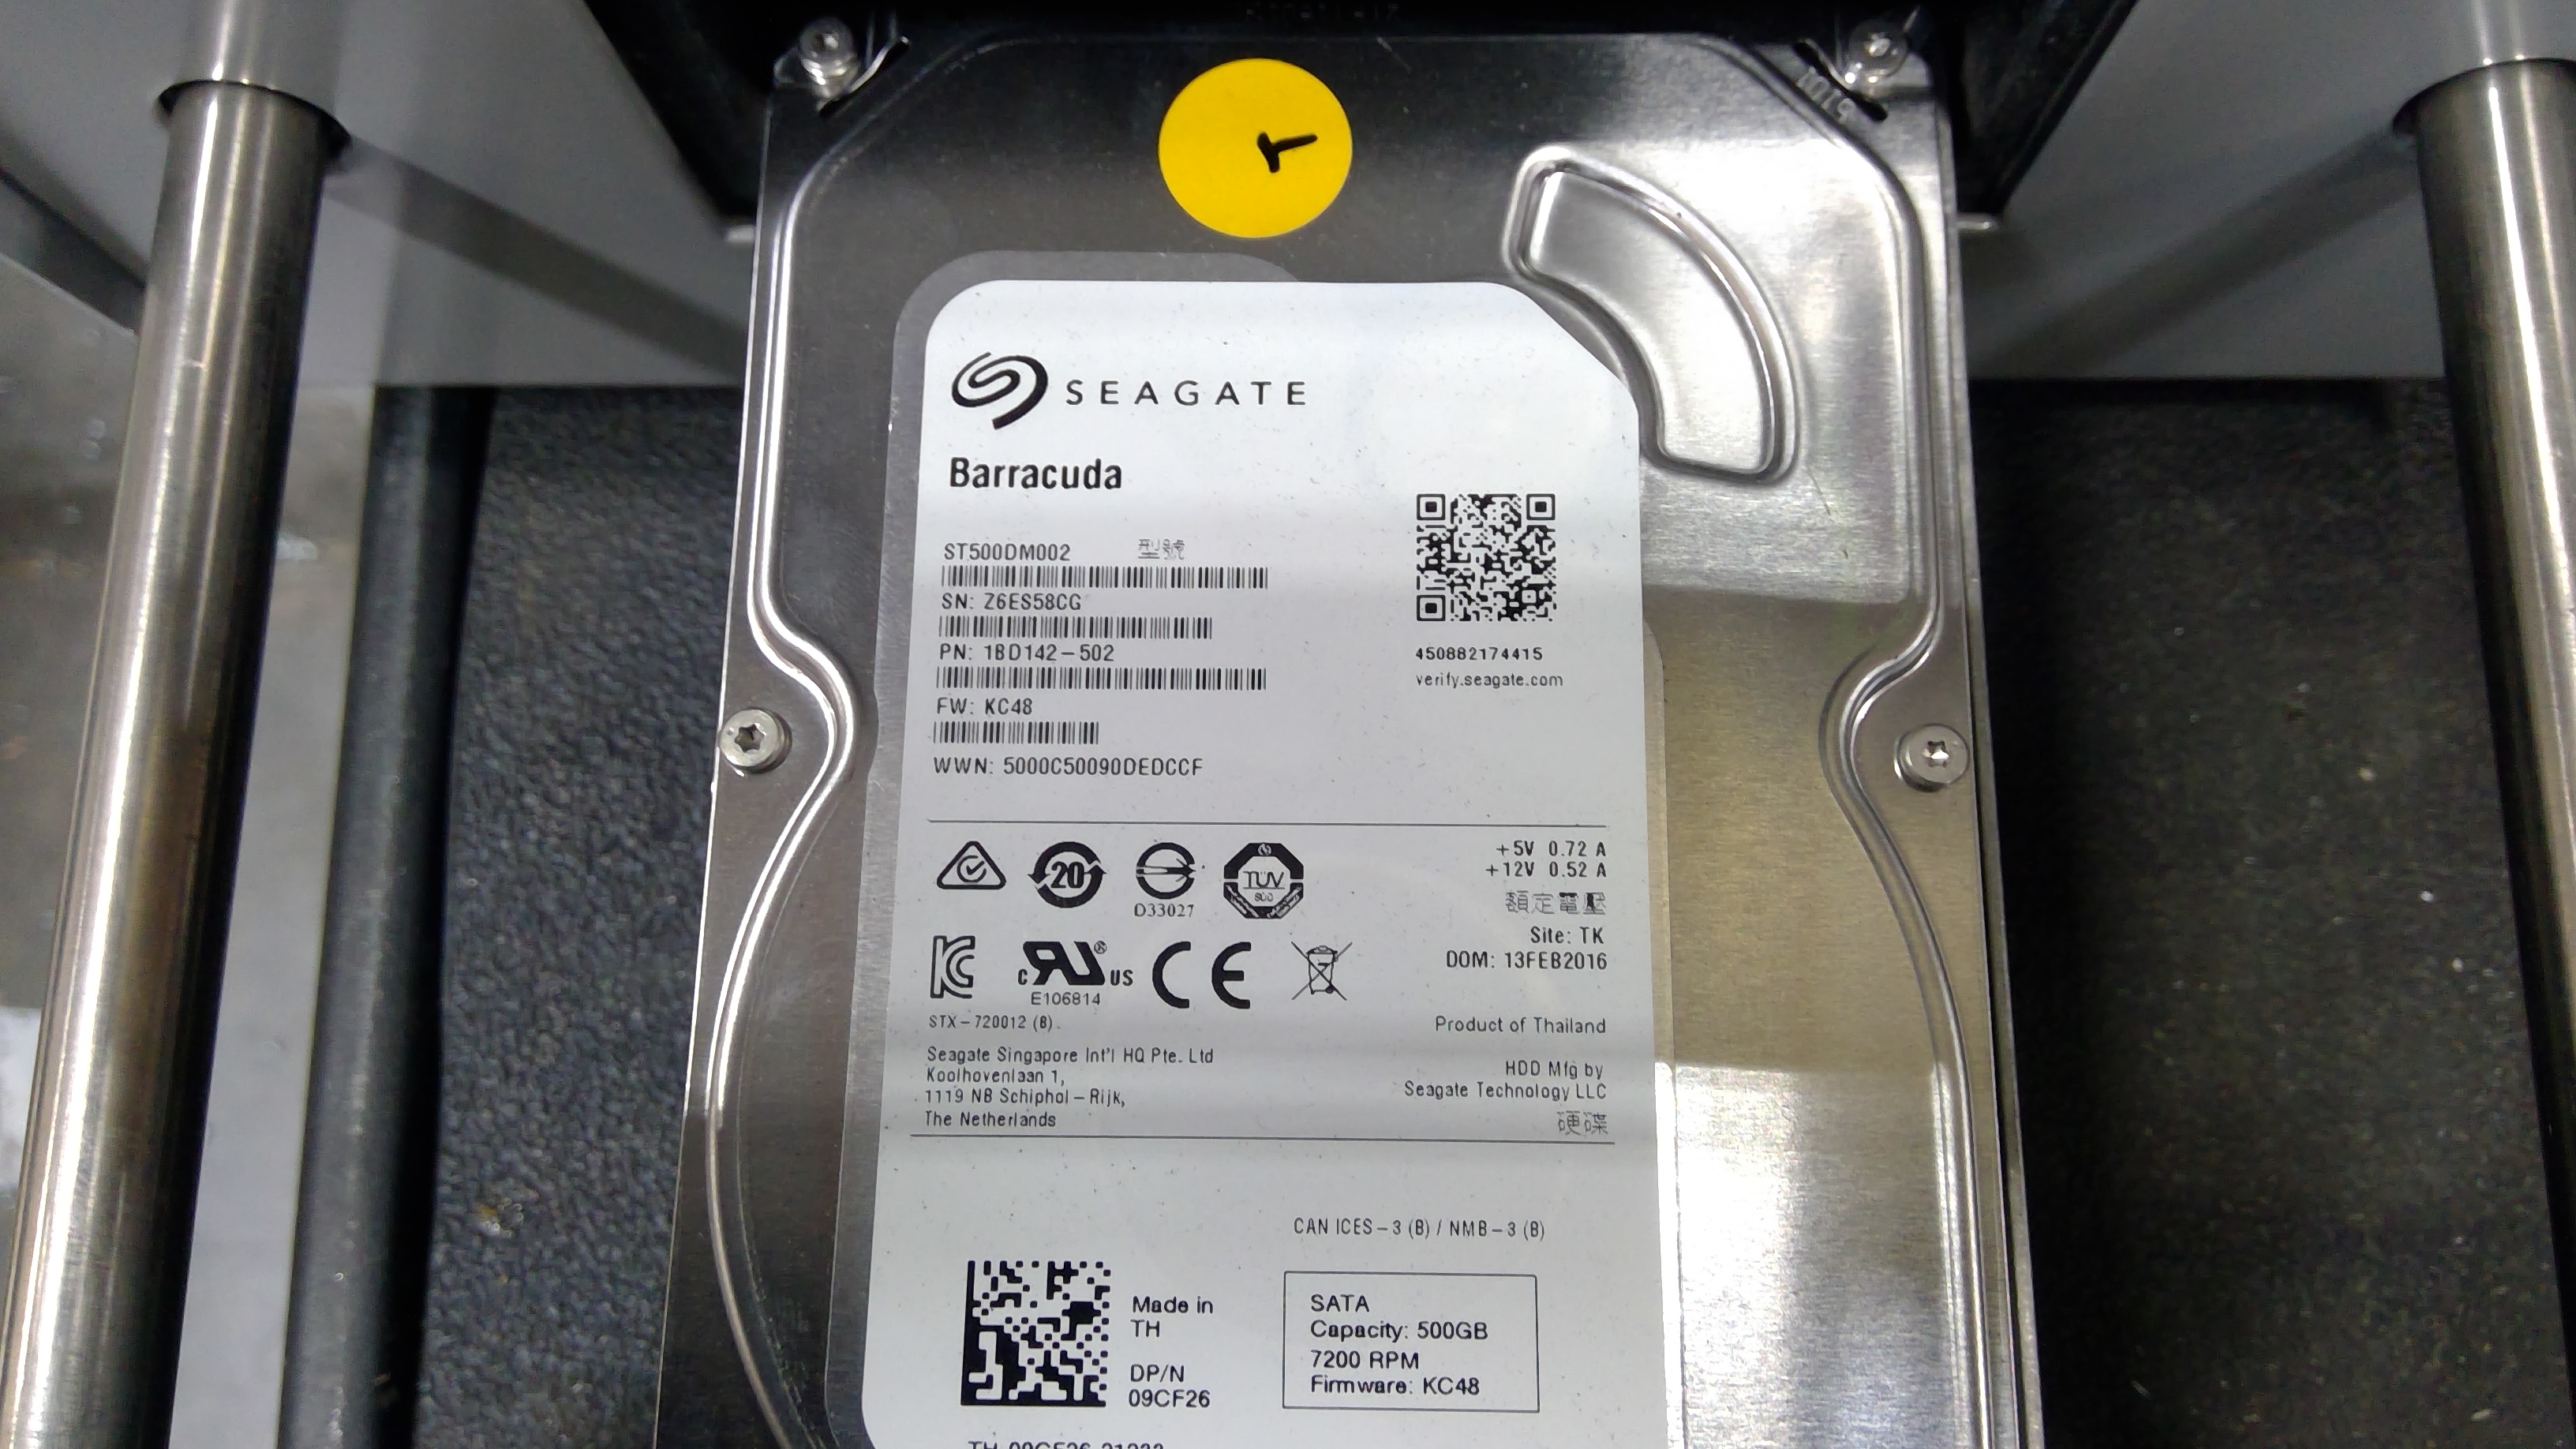 SEAGATE
Barracuda
ST500DM002 型號
SN: Z6ES58CG
PN: 1BD142-502
FW: KC48
WWN: 5000C50090DEDCCF
450882174415
verify.seagate.com
20
D33027
TÜV
SÜD
+5V 0.72 A
+12V 0.52 A
額定電壓
Site: TK
DOM: 13FEB2016
c RU® US
E106814
CE
STX-720012 (B)
Product of Thailand
Seagate Singapore Int'l HQ Pte. Ltd
Koolhovenlaan 1,
1119 NB Schiphol-Rijk,
The Netherlands
HDD Mfg by
Seagate Technology LLC
硬碟
CAN ICES-3 (B) / NMB-3 (B)
Made in
TH
DP/N
09CF26
SATA
Capacity: 500GB
7200 RPM
Firmware: KC48